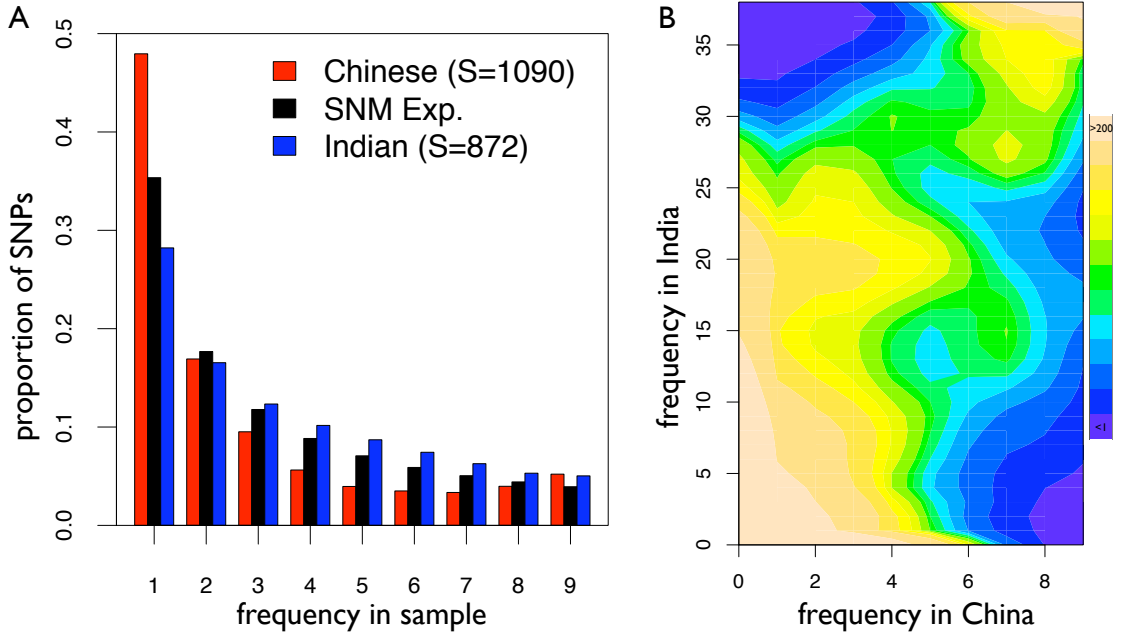 A
proportion of SNPs
0.5
0.4
0.3
0.2
0.1
0.0
Chinese (S=1090)
SNM Exp.
Indian (S=872)
1 2 3 4 5 6 7 8 9
frequency in sample
B
frequency in India
35
30
25
20
15
10
5
0
0 2 4 6 8
frequency in China
>200
<1